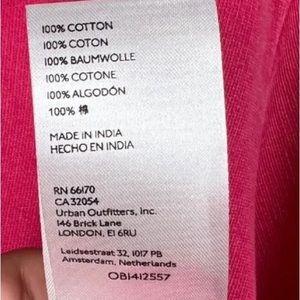 100% COTTON
100% COTON
100% BAUMWOLLE
100% COTONE
100% ALGODÓN
100% 棉
MADE IN INDIA
HECHO EN INDIA
RN 66170
CA 32054
Urban Outfitters, Inc.
146 Brick Lane
LONDON, E1 6RU
Leidsestraat 32, 1017 PB
Amsterdam, Netherlands
OB1412557